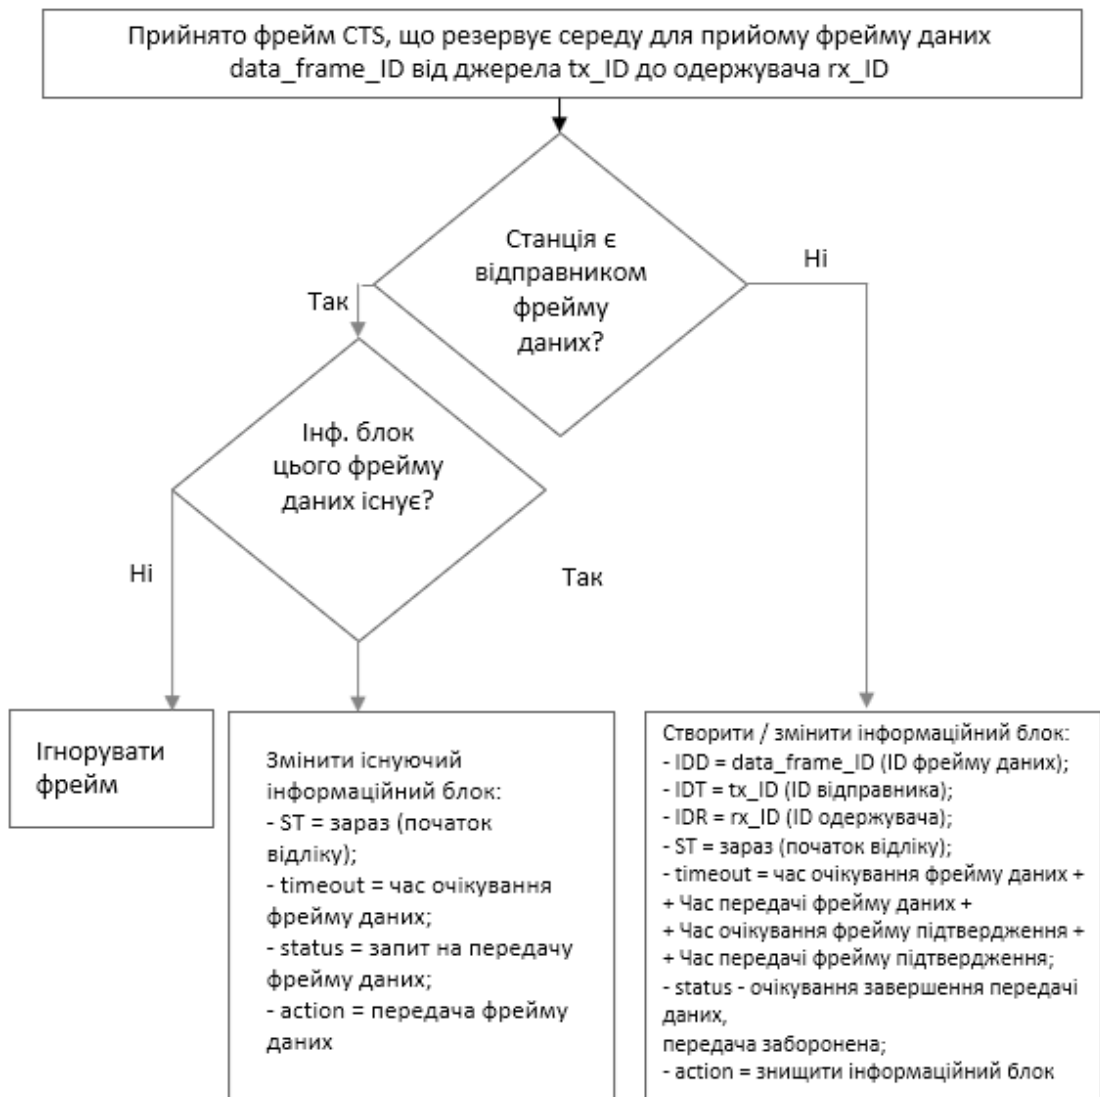 Прийнято фрейм CTS, що резервує середу для прийому фрейму даних
data_frame_ID від джерела tx_ID до одержувача rx_ID
Станція є
відправником
фрейму
даних?
Ні
Так
Інф. блок
цього фрейму
даних існує?
Ні
Так
Ігнорувати
фрейм
Змінити існуючий
інформаційний блок:
- ST = зараз (початок
відліку);
- timeout = час очікування
фрейму даних;
- status = запит на передачу
фрейму даних;
- action = передача фрейму
даних
Створити / змінити інформаційний блок:
- IDD = data_frame_ID (ID фрейму даних);
- IDT = tx_ID (ID відправника);
- IDR = rx_ID (ID одержувача);
- ST = зараз (початок відліку);
- timeout = час очікування фрейму даних +
+ Час передачі фрейму даних +
+ Час очікування фрейму підтвердження +
+ Час передачі фрейму підтвердження;
- status - очікування завершення передачі
даних,
передача заборонена;
- action = знищити інформаційний блок